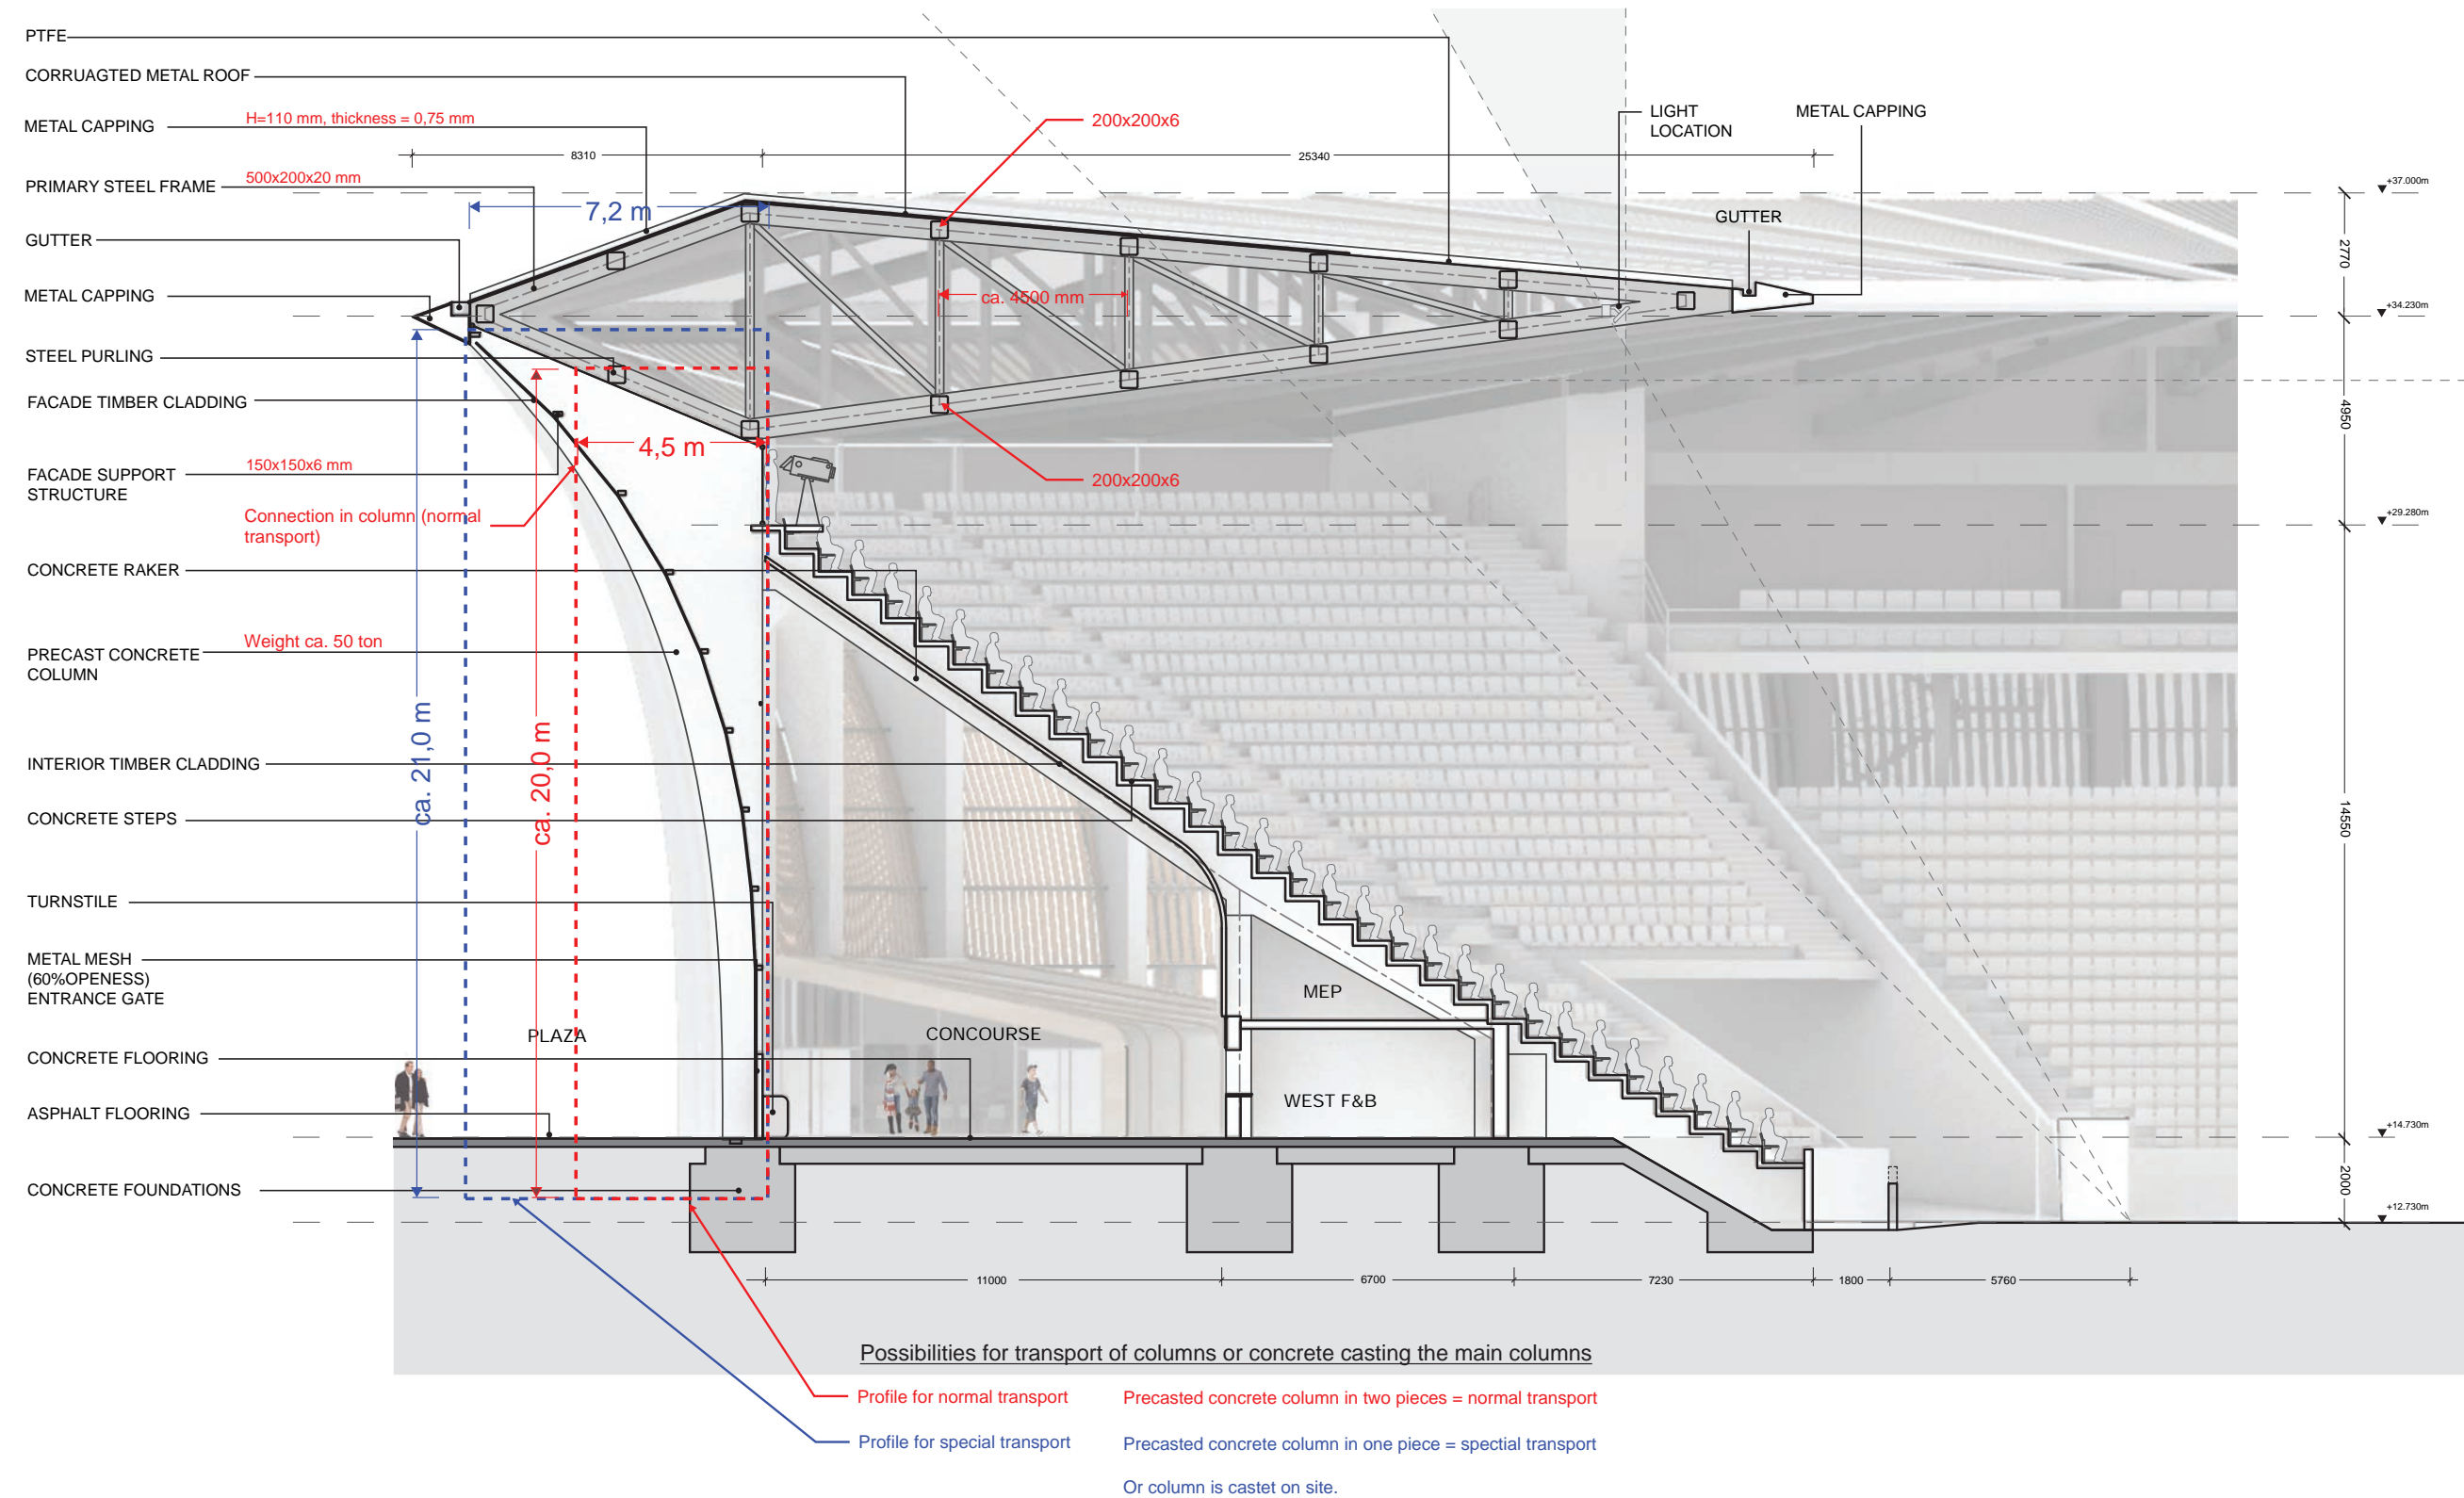 PTFE
CORRUAGTED METAL ROOF
METAL CAPPING
H=110 mm, thickness = 0,75 mm
200x200x6
LIGHT
LOCATION
METAL CAPPING
8310
25340
PRIMARY STEEL FRAME
500x200x20 mm
+37.000m
7,2 m
GUTTER
GUTTER
2770
METAL CAPPING
ca. 4500 mm
+34.230m
STEEL PURLING
FACADE TIMBER CLADDING
4950
4,5 m
FACADE SUPPORT
STRUCTURE
150x150x6 mm
200x200x6
Connection in column (normal
transport)
+29.280m
CONCRETE RAKER
PRECAST CONCRETE
COLUMN
Weight ca. 50 ton
ca. 21,0 m
ca. 20,0 m
INTERIOR TIMBER CLADDING
CONCRETE STEPS
14550
TURNSTILE
METAL MESH
(60%OPENESS)
ENTRANCE GATE
MEP
PLAZA
CONCOURSE
CONCRETE FLOORING
WEST F&B
ASPHALT FLOORING
+14.730m
CONCRETE FOUNDATIONS
2000
+12.730m
11000
6700
7230
1800
5760
Possibilities for transport of columns or concrete casting the main columns
Profile for normal transport
Precasted concrete column in two pieces = normal transport
Profile for special transport
Precasted concrete column in one piece = spectial transport
Or column is castet on site.